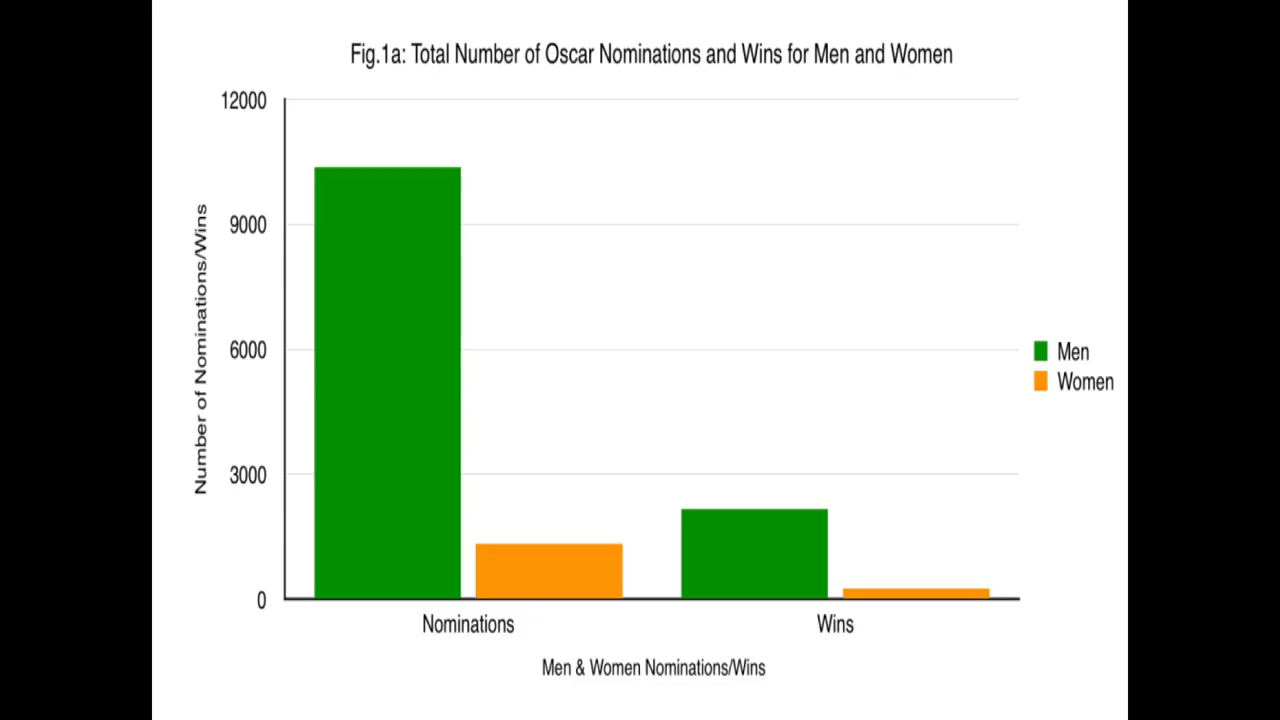 Fig.1a: Total Number of Oscar Nominations and Wins for Men and Women
12000
9000
6000
3000
0
Number of Nominations/Wins
Men
Women
Nominations
Wins
Men & Women Nominations/Wins